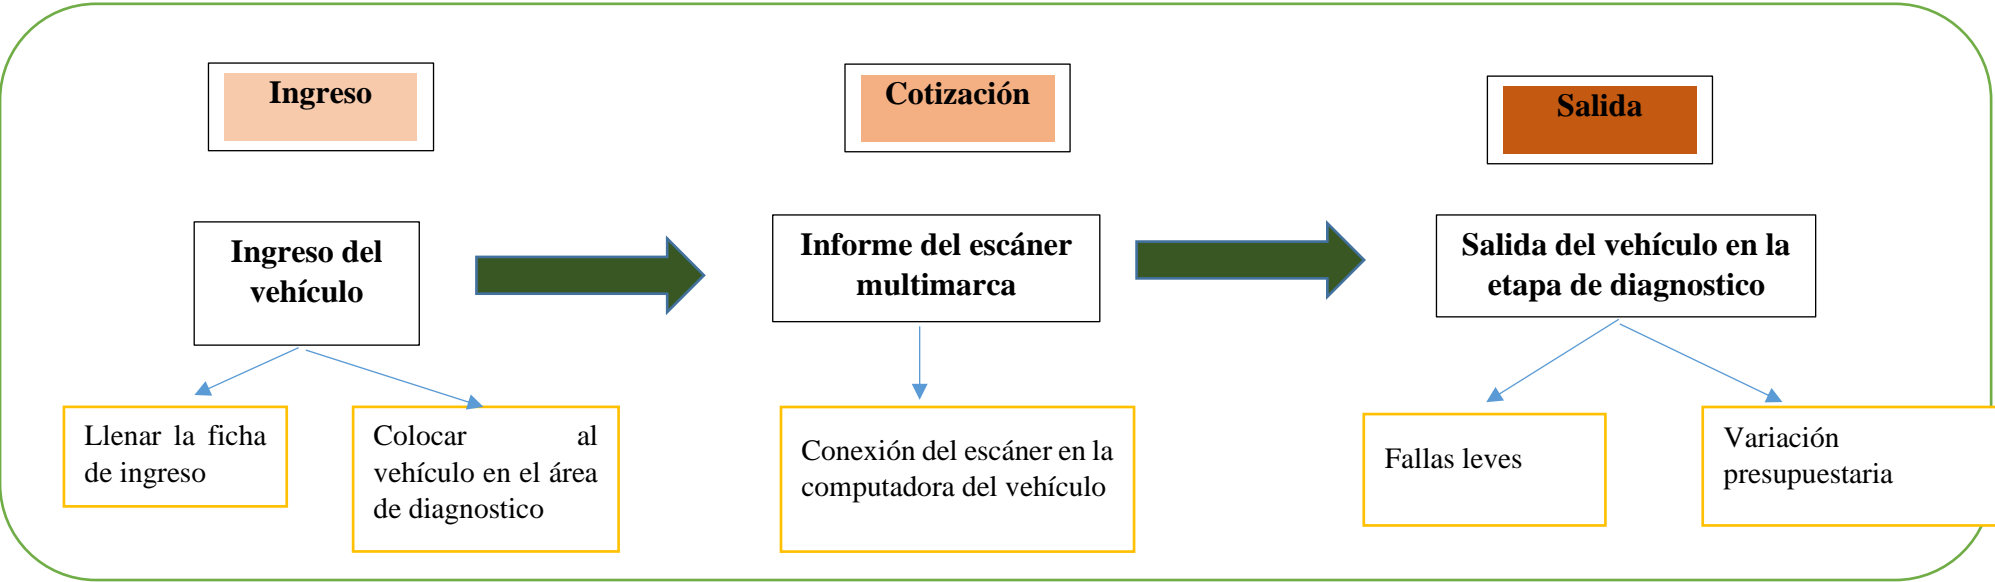 Ingreso
Cotización
Salida
Ingreso del
vehículo
Informe del escáner
multimarca
Salida del vehículo en la
etapa de diagnostico
Llenar la ficha
de ingreso
Colocar al
vehículo en el área
de diagnostico
Conexión del escáner en la
computadora del vehículo
Fallas leves
Variación
presupuestaria